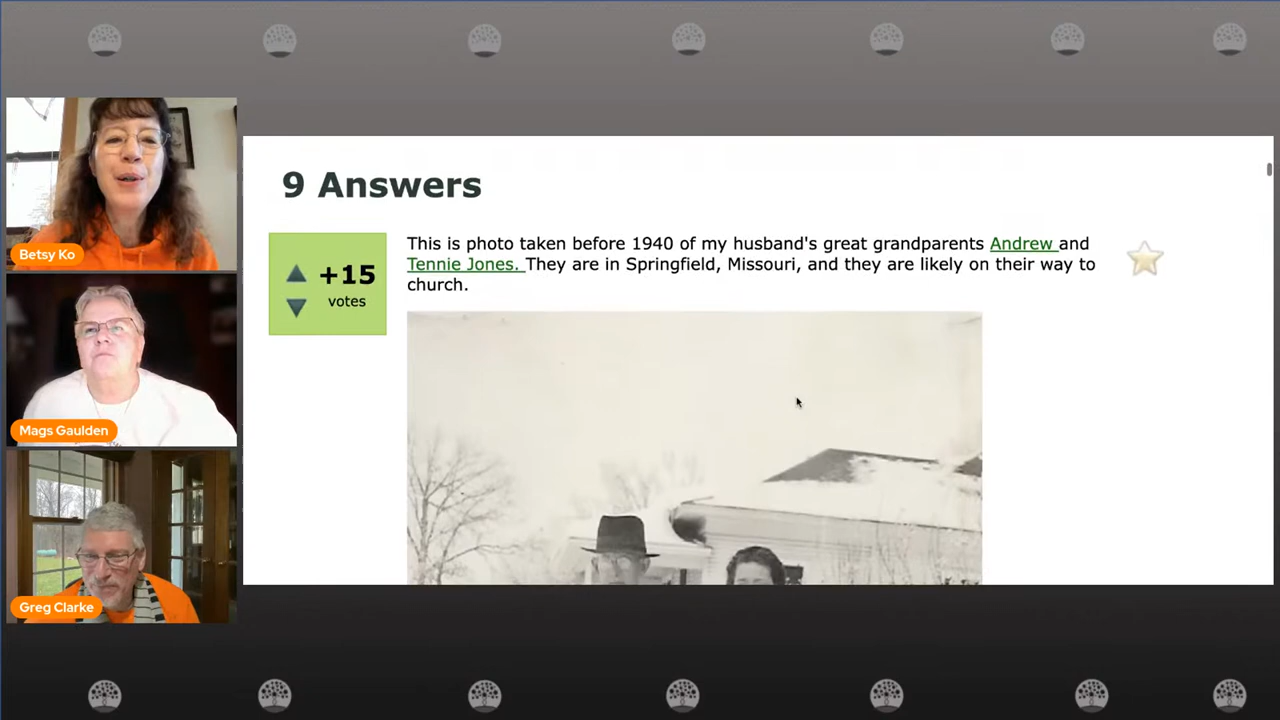 9 Answers
+15
votes
This is photo taken before 1940 of my husband's great grandparents Andrew and
Tennie Jones. They are in Springfield, Missouri, and they are likely on their way to
church.
Betsy Ko
Mags Gaulden
Greg Clarke